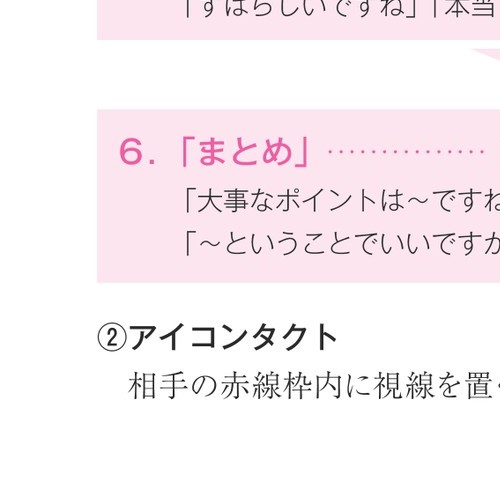 「すばらしいですね」「本当
6.「まとめ」……………
「大事なポイントは〜ですね
「〜ということでいいですか
②アイコンタクト
相手の赤線枠内に視線を置く